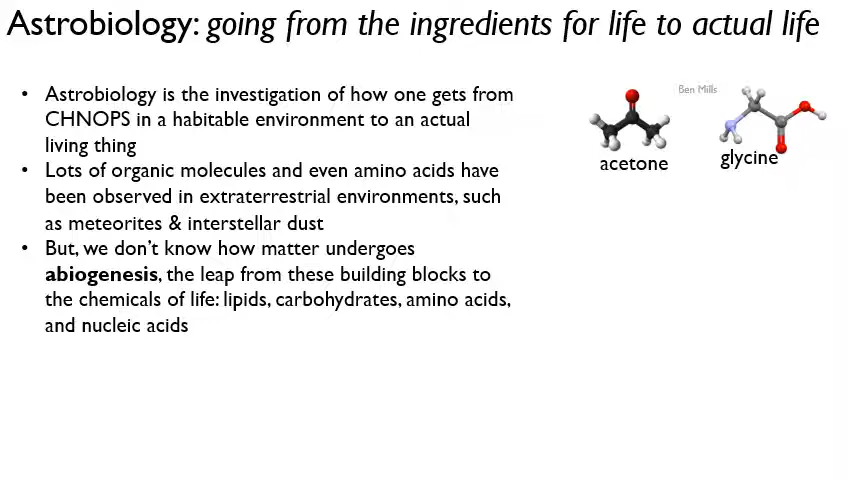 Astrobiology: going from the ingredients for life to actual life
• Astrobiology is the investigation of how one gets from
CHNOPS in a habitable environment to an actual
living thing
• Lots of organic molecules and even amino acids have
been observed in extraterrestrial environments, such
as meteorites & interstellar dust
• But, we don't know how matter undergoes
abiogenesis, the leap from these building blocks to
the chemicals of life: lipids, carbohydrates, amino acids,
and nucleic acids
Ben Mills
acetone
glycine